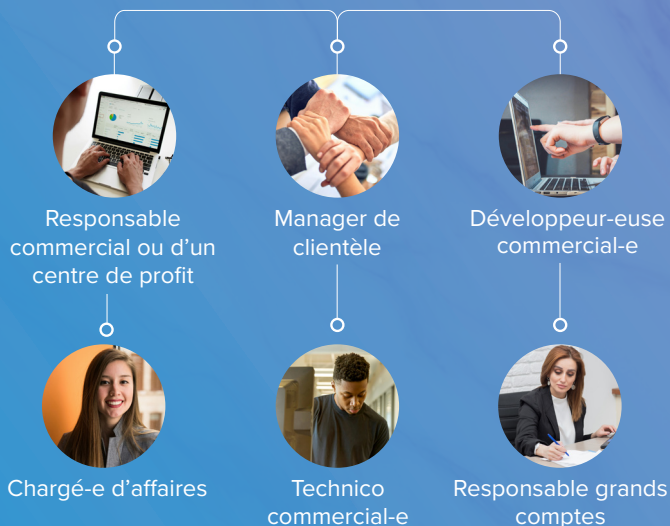 Responsable
commercial ou d’un
centre de profit
Manager de
clientèle
Développeur-euse
commercial-e
Chargé-e d’affaires
Technico
commercial-e
Responsable grands
comptes